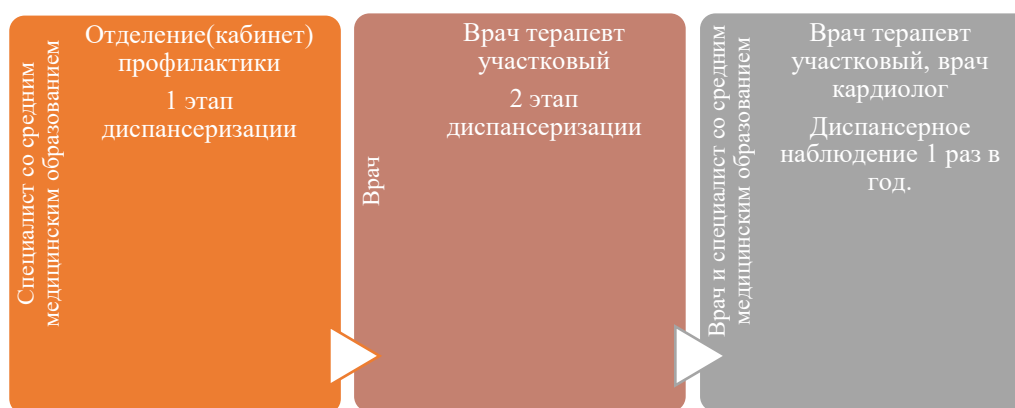 Специалист со средним
медицинским образованием
Отделение(кабинет)
профилактики
1 этап
диспансеризации
Врач
Врач терапевт
участковый
2 этап
диспансеризации
Врач и специалист со средним
медицинским образованием
Врач терапевт
участковый, врач
кардиолог
Диспансерное
наблюдение 1 раз в
год.